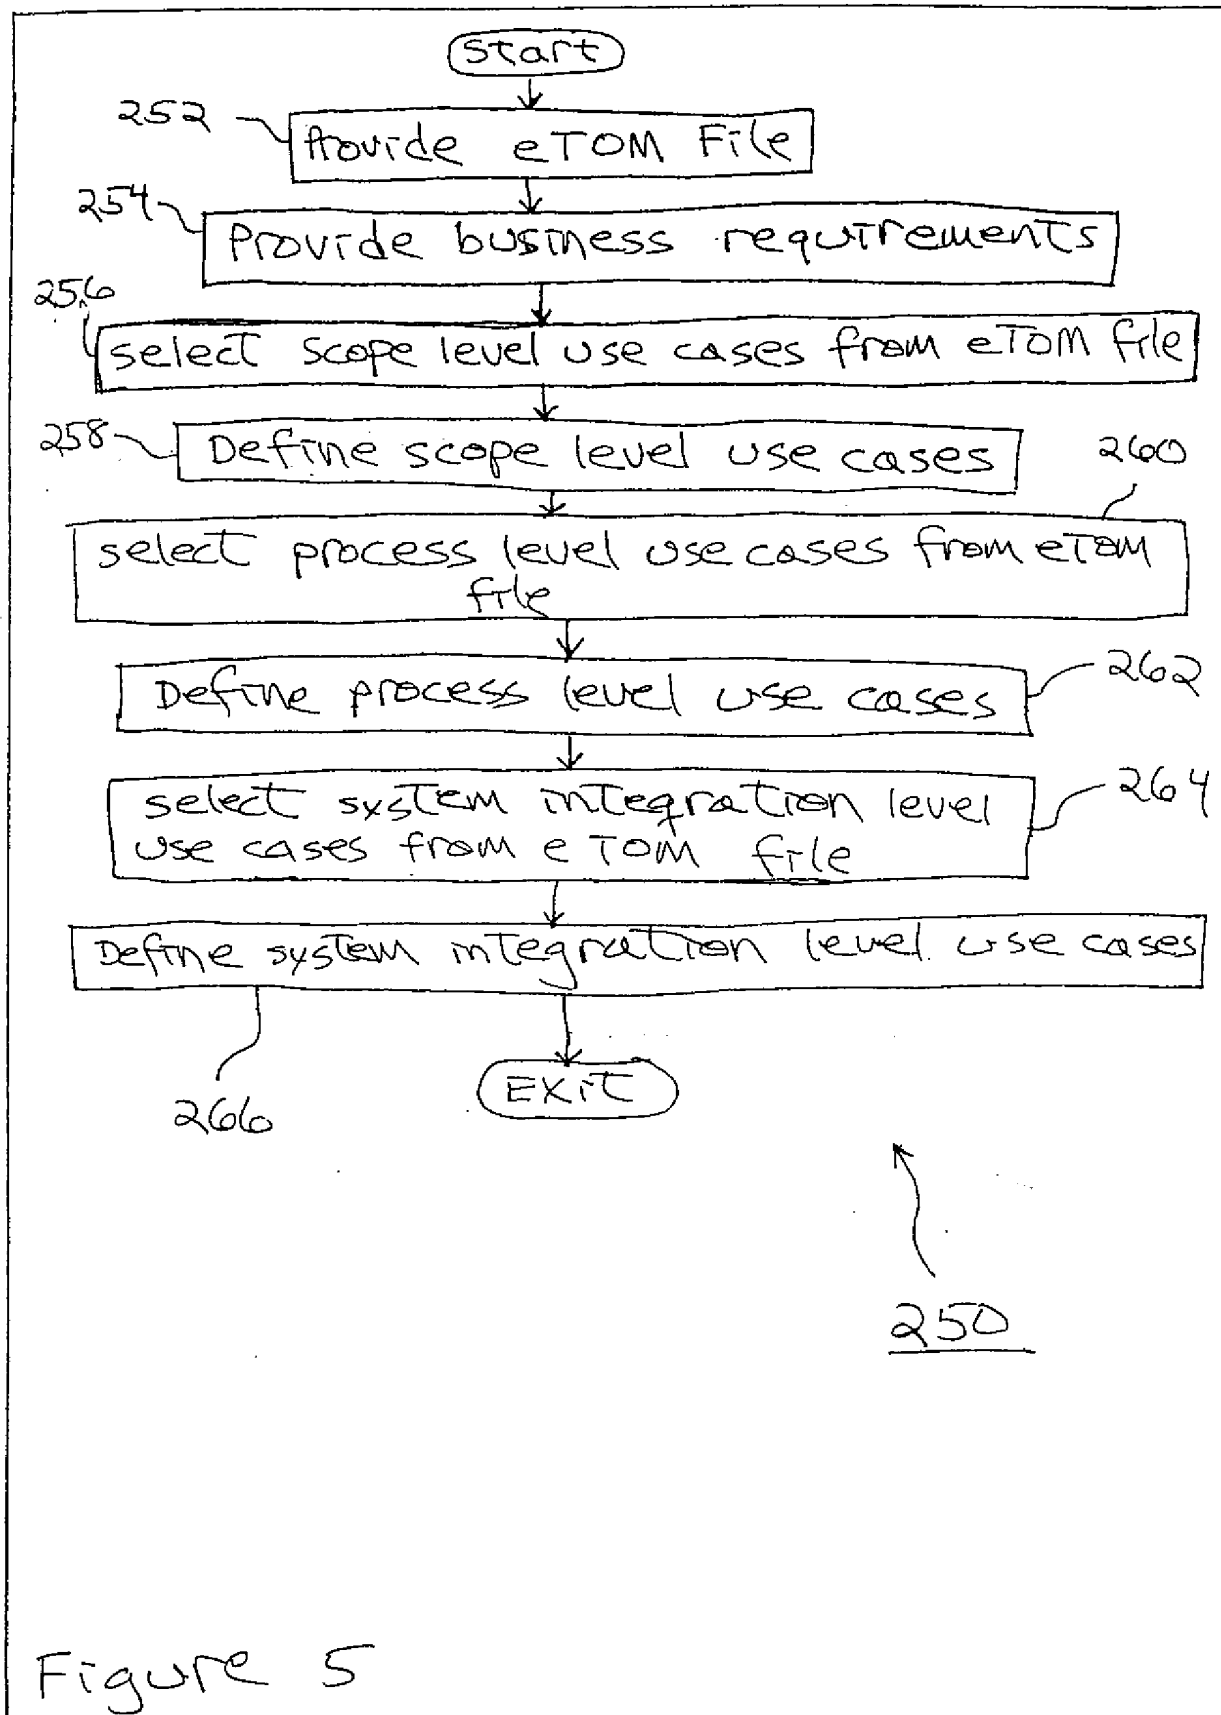 Start
252
Provide eTOM File
254
Provide business requirements
256
select scope level use cases from eTOM file
258
Define scope level use cases
260
select process level use cases from eTOM
file
Define process level use cases
262
select system integration level
264
use cases from eTOM file
Define system integration level use cases
266
Exit
250
Figure 5